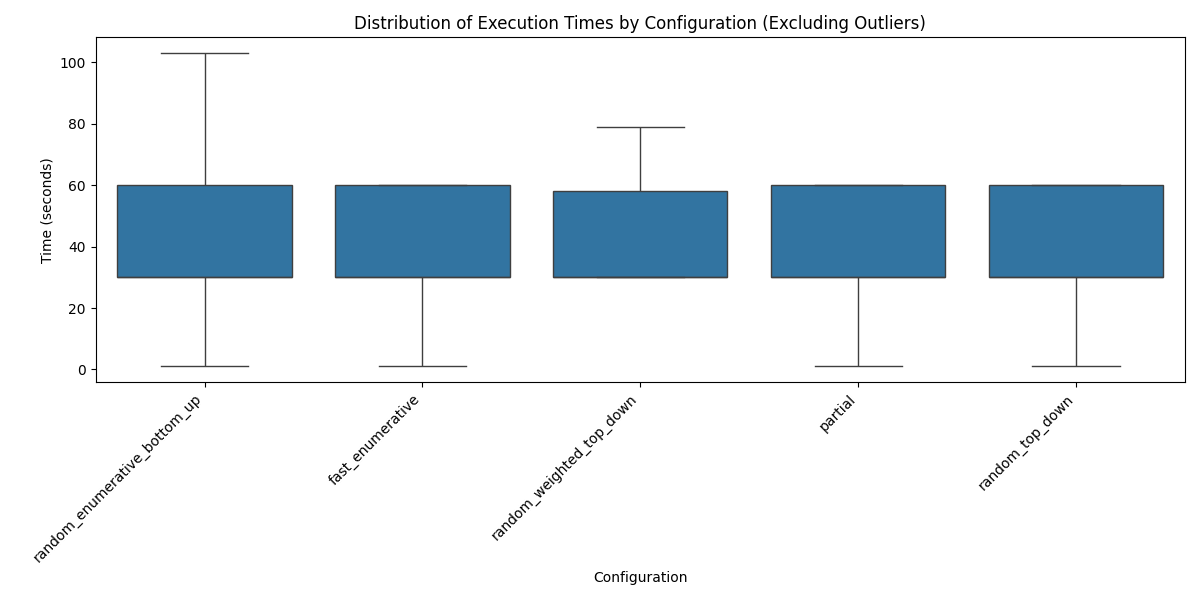 Distribution of Execution Times by Configuration (Excluding Outliers)
Time (seconds)
100
80
60
40
20
0
random_enumerative_bottom_up
fast_enumerative
random_weighted_top_down
partial
random_top_down
Configuration